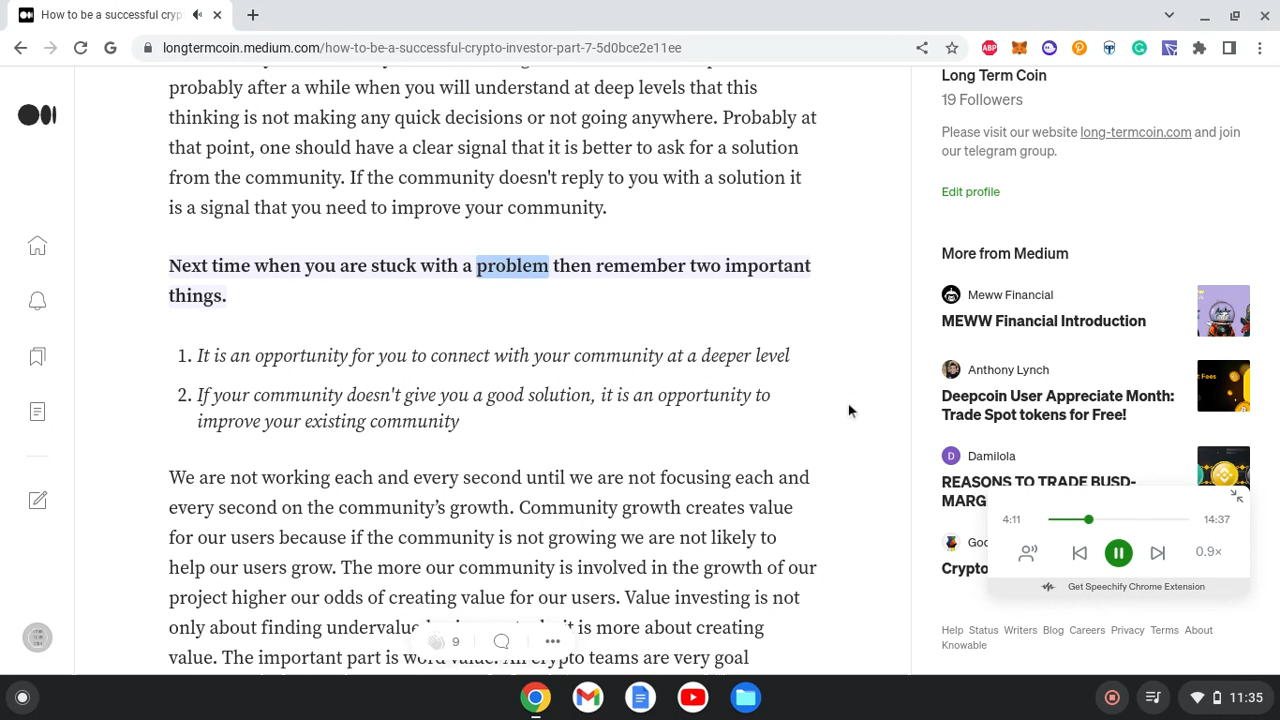 How to be a successful cryp
longtermcoin.medium.com/how-to-be-a-successful-crypto-investor-part-7-5d0bce2e11ee
probably after a while when you will understand at deep levels that this
thinking is not making any quick decisions or not going anywhere. Probably at
that point, one should have a clear signal that it is better to ask for a solution
from the community. If the community doesn't reply to you with a solution it
is a signal that you need to improve your community.
Next time when you are stuck with a problem then remember two important
things.
1. It is an opportunity for you to connect with your community at a deeper level
2. If your community doesn't give you a good solution, it is an opportunity to
improve your existing community
We are not working each and every second until we are not focusing each and
every second on the community’s growth. Community growth creates value
for our users because if the community is not growing we are not likely to
help our users grow. The more our community is involved in the growth of our
project higher our odds of creating value for our users. Value investing is not
only about finding undervalue it is more about creating
value. The important part is word value. All crypto teams are very goal
9
Long Term Coin
19 Followers
Please visit our website long-termcoin.com and join
our telegram group.
Edit profile
More from Medium
Meww Financial
MEWW Financial Introduction
Anthony Lynch
Deepcoin User Appreciate Month:
Trade Spot tokens for Free!
Damilola
REASONS TO TRADE BUSD-
MARG
Goo
Crypto
4:11
14:37
0.9×
Get Speechify Chrome Extension
Help Status Writers Blog Careers Privacy Terms About
Knowable
ABP
11:35